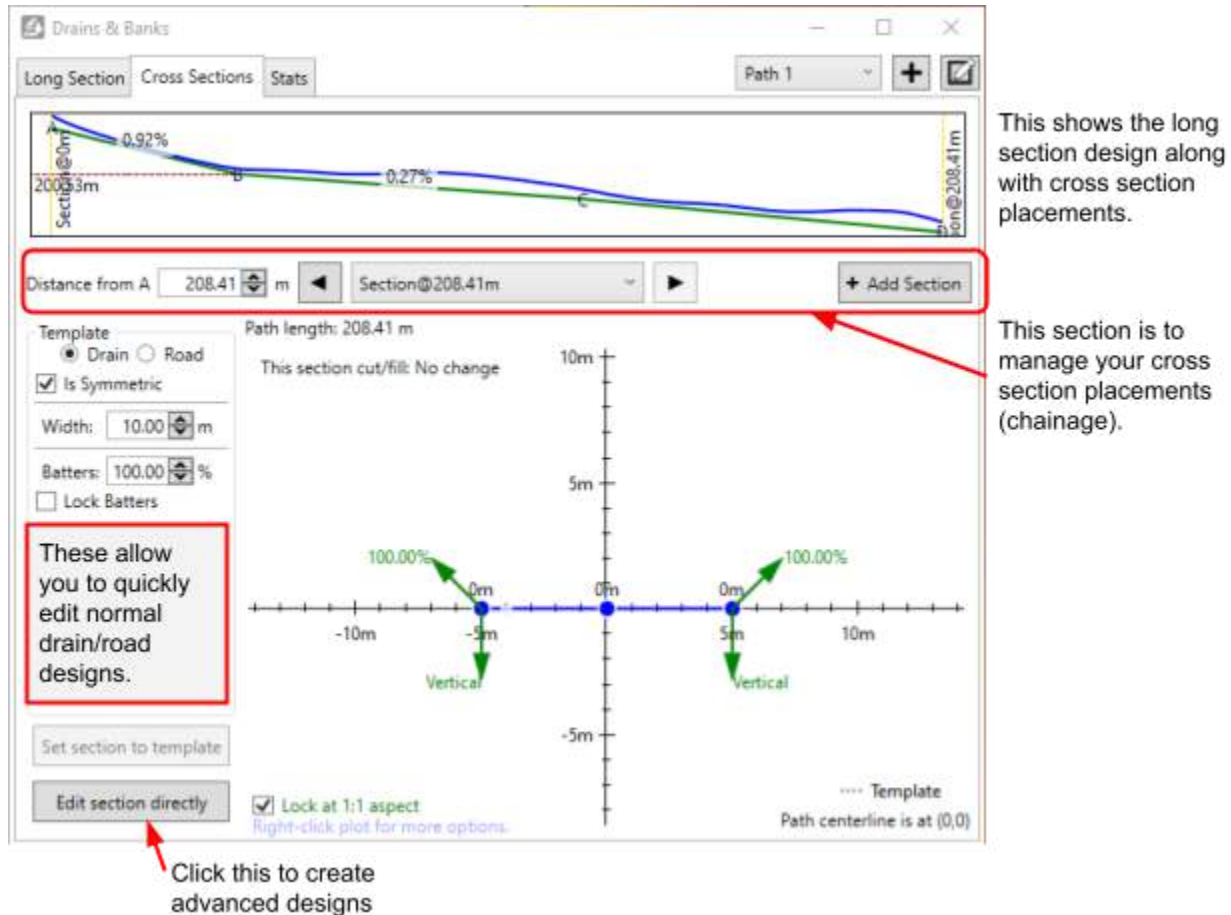 Drains & Banks
Long Section Cross Sections Stats
Path 1
A
0.92%
B
0.27%
C
Section@0m
on@208.41m
This shows the long
section design along
with cross section
placements.
Distance from A 208.41 m Section@208.41m + Add Section
Template
Drain Road
Is Symmetric
Width: 10.00 m
Batters: 100.00 %
Lock Batters
These allow
you to quickly
edit normal
drain/road
designs.
Set section to template
Edit section directly
Path length: 208.41 m
This section cut/fill: No change
10m
5m
100.00% 100.00%
0m 0m 0m
-10m -5m 5m 10m
Vertical Vertical
-5m
Template
Path centerline is at (0,0)
Lock at 1:1 aspect
Right-click plot for more options.
This section is to
manage your cross
section placements
(chainage).
Click this to create
advanced designs